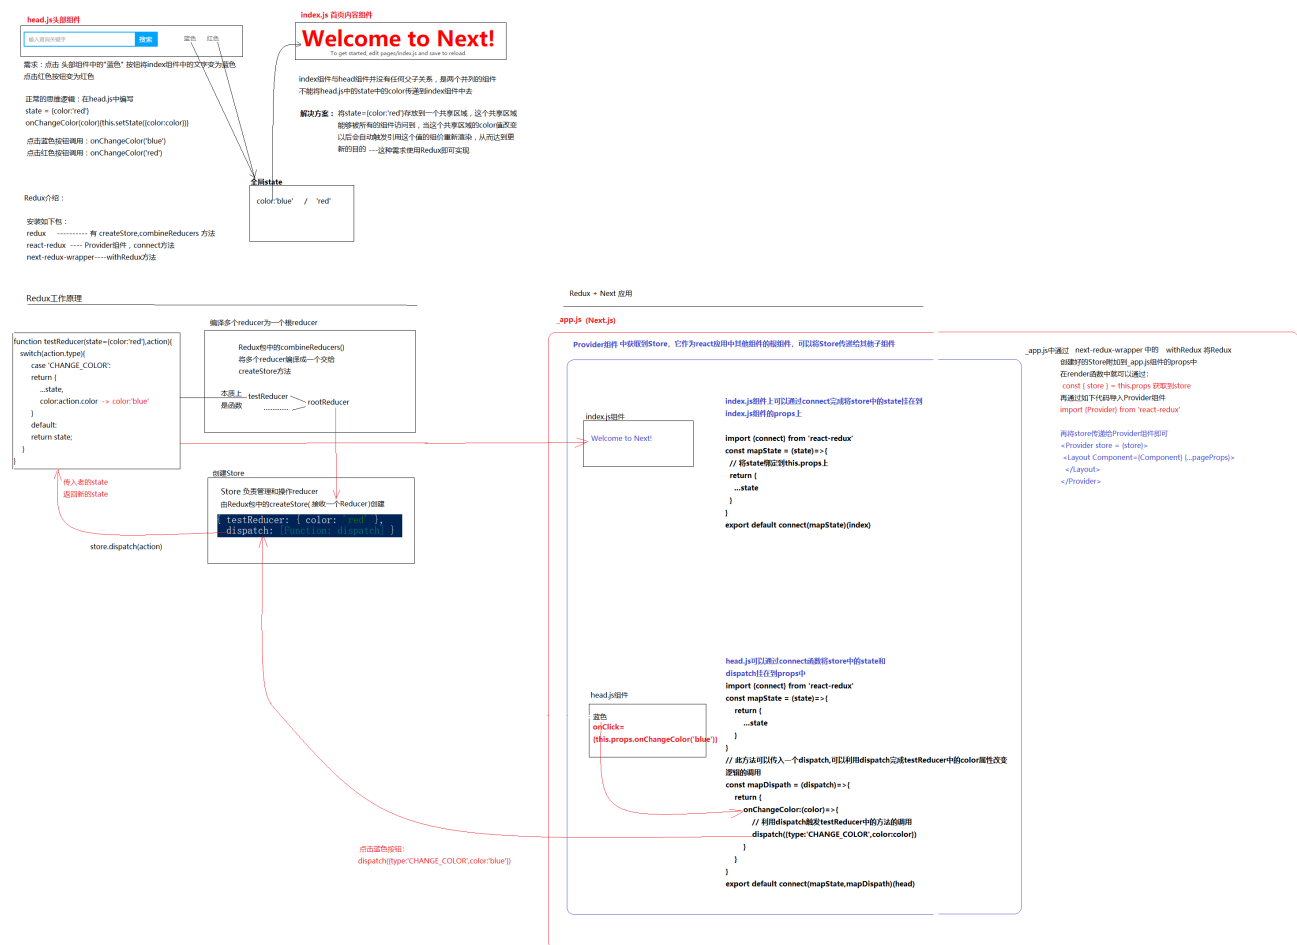 head.js头部组件
输入查询关键字
搜索
蓝色
红色
需求：点击 头部组件中的"蓝色" 按钮将index组件中的文字变为蓝色
点击红色按钮变为红色
正常的思维逻辑：在head.js中编写
state = {color:'red'}
onChangeColor(color){this.setState({color:color})}
点击蓝色按钮调用：onChangeColor('blue')
点击红色按钮调用：onChangeColor('red')
index.js 首页内容组件
Welcome to Next!
To get started, edit pages/index.js and save to reload.
index组件与head组件并没有任何父子关系，是两个并列的组件
不能将head.js中的state中的color传递到index组件中去
解决方案：
将state={color:'red'}存放到一个共享区域，这个共享区域
能够被所有的组件访问到，当这个共享区域的color值改变
以后会自动触发引用这个值的组价重新渲染，从而达到更
新的目的 ---这种需求使用Redux即可实现
全局state
color:'blue' / 'red'
Redux介绍：
安装如下包：
redux ---------- 有 createStore,combineReducers 方法
react-redux ---- Provider组件，connect方法
next-redux-wrapper----withRedux方法
Redux工作原理
function testReducer(state={color:'red'},action){
switch(action.type){
case 'CHANGE_COLOR':
return {
...state,
color:action.color -> color:'blue'
}
default:
return state;
}
}
编译多个reducer为一个根reducer
Redux包中的combineReducers()
将多个reducer编译成一个交给
createStore方法
本质上
是函数
testReducer
............
rootReducer
创建Store
Store 负责管理和操作reducer
由Redux包中的createStore( 接收一个Reducer)创建
{ testReducer: { color: 'red' },
dispatch: [Function: dispatch] }
传入老的state
返回新的state
store.dispatch(action)
点击蓝色按钮:
dispatch({type:'CHANGE_COLOR',color:'blue'})
Redux + Next 应用
_app.js (Next.js)
Provider组件 中获取到Store，它作为react应用中其他组件的根组件，可以将Store传递给其他子组件
index.js组件
Welcome to Next!
index.js组件上可以通过connect完成将store中的state挂在到
index.js组件的props上
import {connect} from 'react-redux'
const mapState = (state)=>{
// 将state绑定到this.props上
return {
...state
}
}
export default connect(mapState)(index)
head.js组件
蓝色
onClick=
{this.props.onChangeColor('blue')}
head.js可以通过connect函数将store中的state和
dispatch挂在到props中
import {connect} from 'react-redux'
const mapState = (state)=>{
return {
...state
}
}
// 此方法可以传入一个dispatch,可以利用dispatch完成testReducer中的color属性改变
逻辑的调用
const mapDispath = (dispatch)=>{
return {
onChangeColor:(color)=>{
// 利用dispatch触发testReducer中的方法的调用
dispatch({type:'CHANGE_COLOR',color:color})
}
}
}
export default connect(mapState,mapDispath)(head)
_app.js中通过 next-redux-wrapper 中的 withRedux 将Redux
创建好的Store附加到_app.js组件的props中
在render函数中就可以通过:
const { store } = this.props 获取到store
再通过如下代码导入Provider组件
import {Provider} from 'react-redux'
再将store传递给Provider组件即可
<Provider store = {store}>
<Layout Component={Component} {...pageProps}>
</Layout>
</Provider>